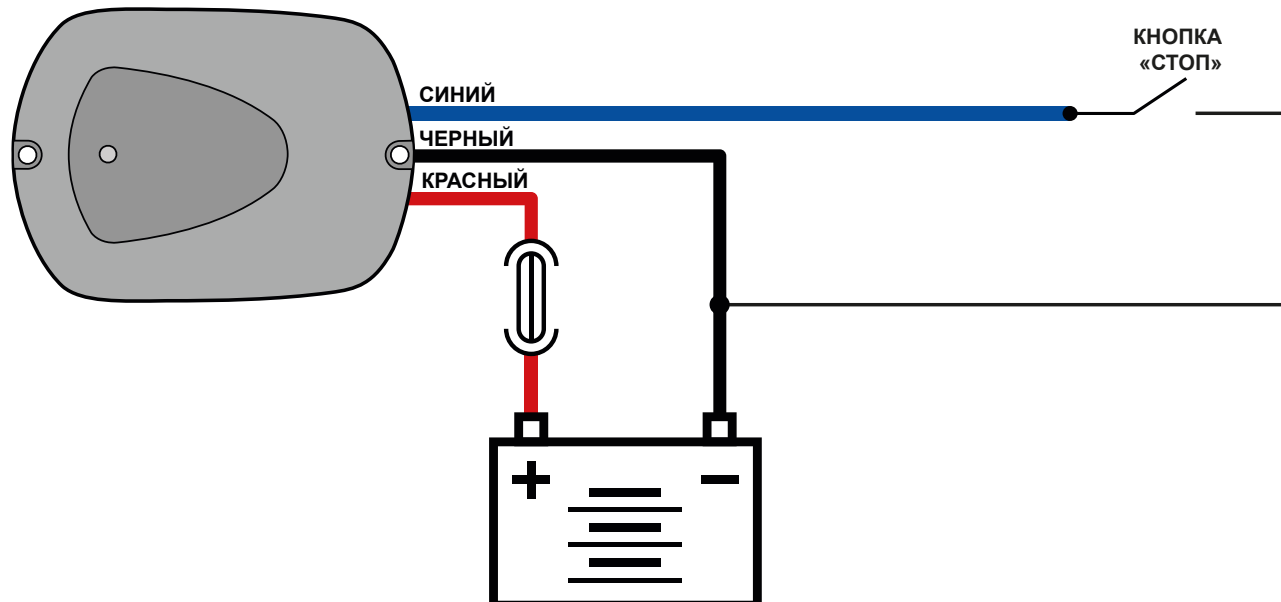 КНОПКА
«СТОП»
СИНИЙ
ЧЕРНЫЙ
КРАСНЫЙ
+
−